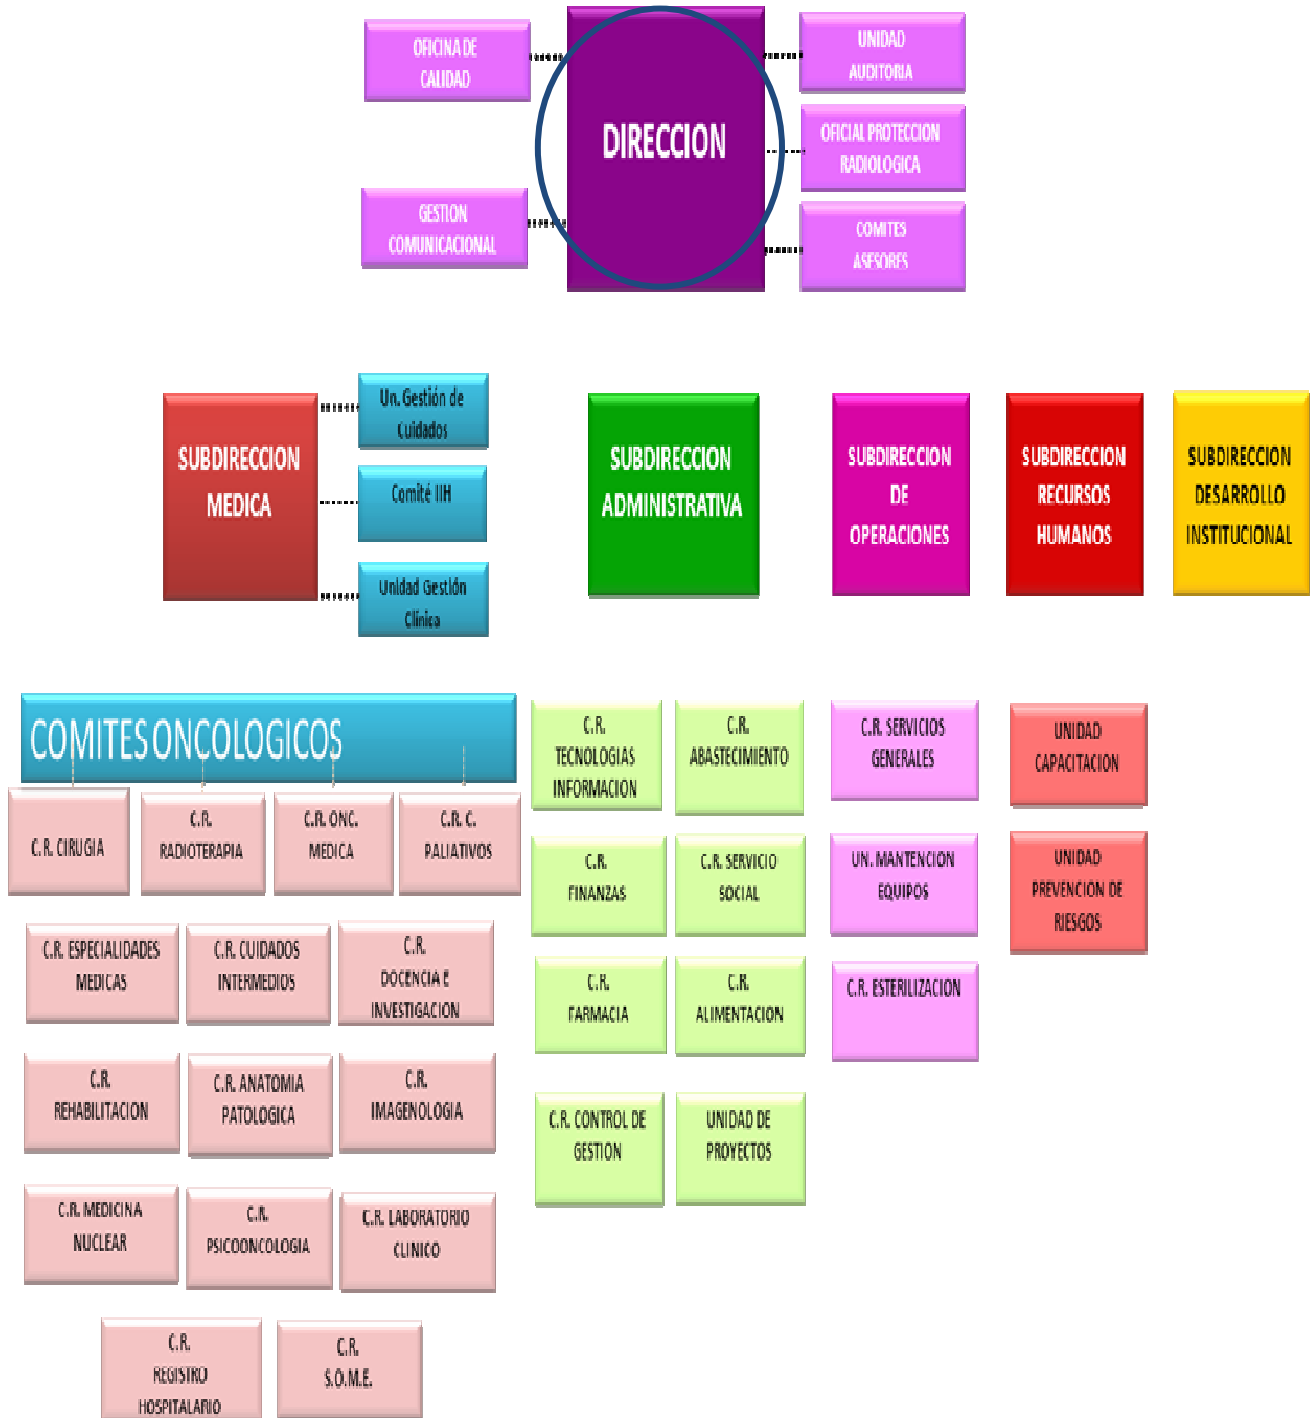 OFICINA DE
CALIDAD
GESTION
COMUNICACIONAL
DIRECCION
UNIDAD
AUDITORIA
OFICIAL PROTECCION
RADIOLOGICA
COMITES
ASESORES
SUBDIRECCION
MEDICA
Un. Gestión de
Cuidados
Comité IIH
Unidad Gestión
Clínica
SUBDIRECCION
ADMINISTRATIVA
SUBDIRECCION
DE
OPERACIONES
SUBDIRECCION
RECURSOS
HUMANOS
SUBDIRECCION
DESARROLLO
INSTITUCIONAL
COMITES ONCOLOGICOS
C.R. CIRUGIA
C.R.
RADIOTERAPIA
C.R. ONC.
MEDICA
C.R. C.
PALIATIVOS
C.R. ESPECIALIDADES
MEDICAS
C.R. CUIDADOS
INTERMEDIOS
C.R.
DOCENCIA E
INVESTIGACION
C.R.
REHABILITACION
C.R. ANATOMIA
PATOLOGICA
C.R.
IMAGENOLOGIA
C.R. MEDICINA
NUCLEAR
C.R.
PSICOONCOLOGIA
C.R. LABORATORIO
CLINICO
C.R.
REGISTRO
HOSPITALARIO
C.R.
S.O.M.E.
C.R.
TECNOLOGIAS
INFORMACION
C.R.
ABASTECIMIENTO
C.R.
FINANZAS
C.R. SERVICIO
SOCIAL
C.R.
FARMACIA
C.R.
ALIMENTACION
C.R. CONTROL DE
GESTION
UNIDAD DE
PROYECTOS
C.R. SERVICIOS
GENERALES
UN. MANTENCION
EQUIPOS
C.R. ESTERILIZACION
UNIDAD
CAPACITACION
UNIDAD
PREVENCION DE
RIESGOS